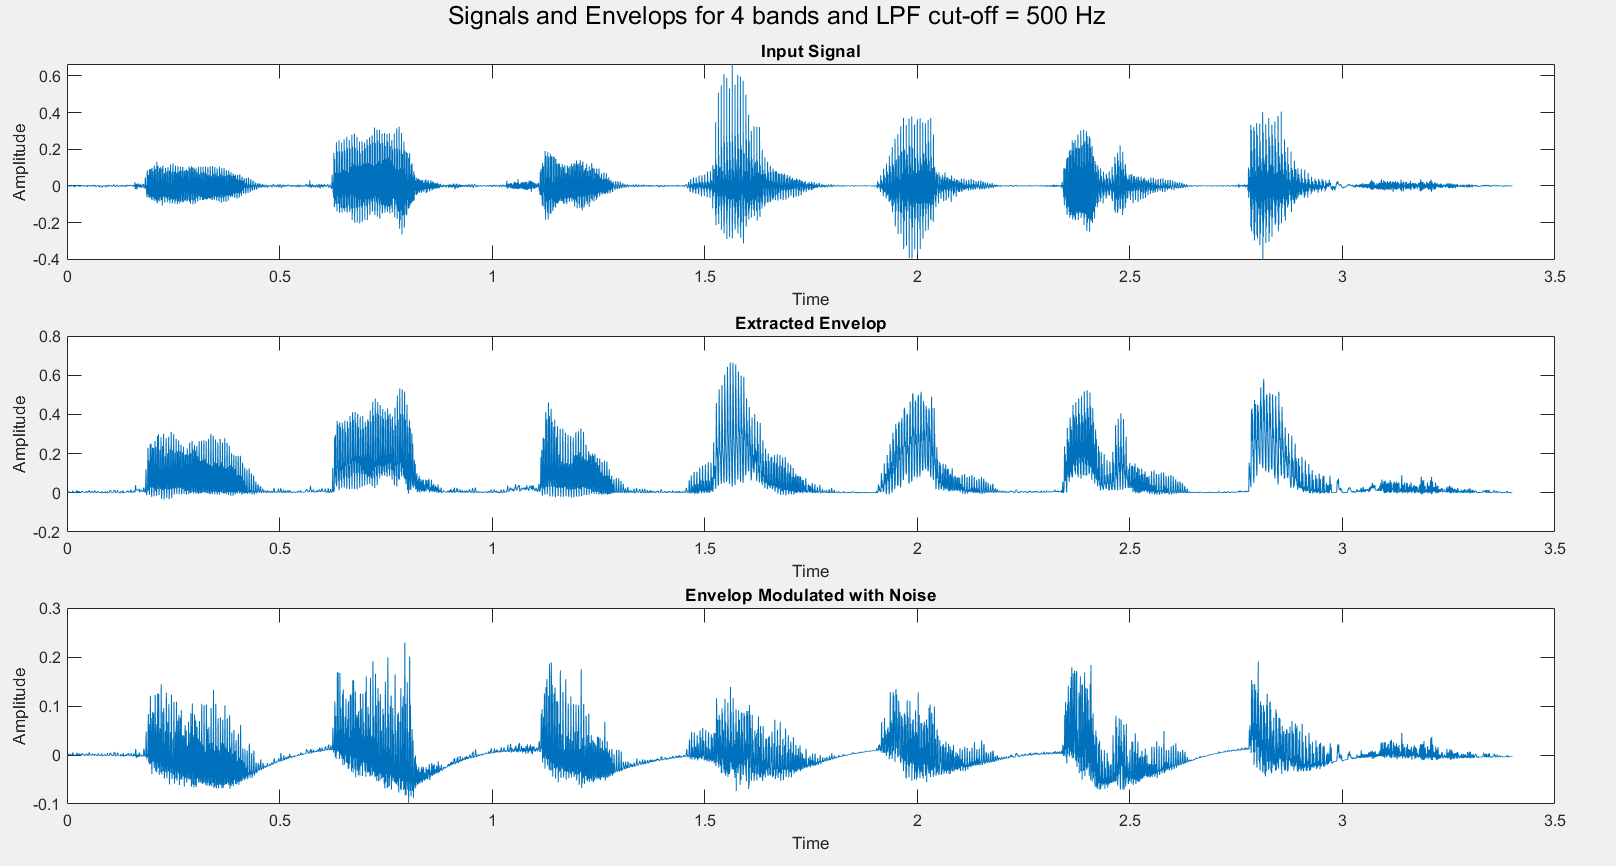 Signals and Envelops for 4 bands and LPF cut-off = 500 Hz
Input Signal
Amplitude
0.6
0.4
0.2
0
-0.2
-0.4
0 0.5 1 1.5 2 2.5 3 3.5
Time
Extracted Envelop
Amplitude
0.8
0.6
0.4
0.2
0
-0.2
0 0.5 1 1.5 2 2.5 3 3.5
Time
Envelop Modulated with Noise
Amplitude
0.3
0.2
0.1
0
-0.1
0 0.5 1 1.5 2 2.5 3 3.5
Time